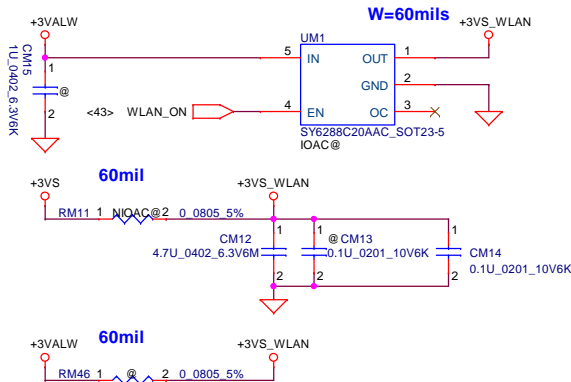 W=60mils
+3VALW
+3VS_WLAN
UM1
5 IN OUT 1
GND 2
<43> WLAN_ON 4 EN OC 3
SY6288C20AAC_SOT23-5
IOAC@
CM15
1U_0402_6.3V6K
1
@
2
60mil
+3VS
+3VS_WLAN
RM11 1 NIOAC@ 2 0_0805_5%
1
CM12
4.7U_0402_6.3V6M
2
1
@ CM13
0.1U_0201_10V6K
2
1
CM14
0.1U_0201_10V6K
2
60mil
+3VALW
+3VS_WLAN
RM46 1 @ 2 0_0805_5%